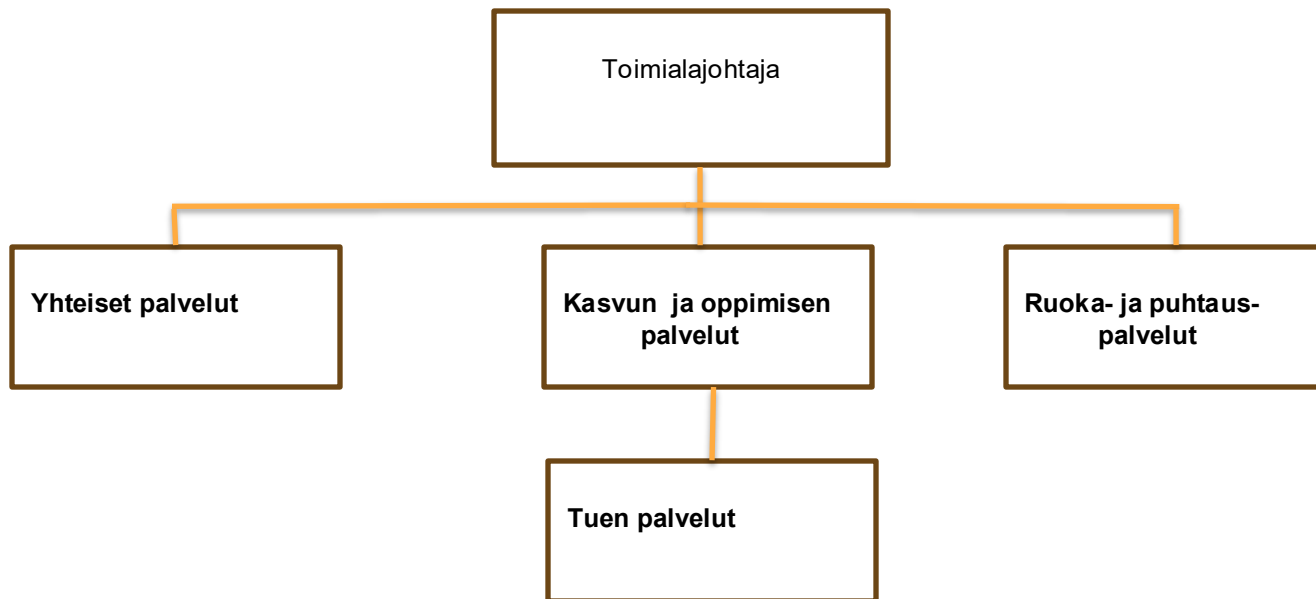 Toimialajohtaja
Yhteiset palvelut
Kasvun ja oppimisen
palvelut
Ruoka- ja puhtaus-
palvelut
Tuen palvelut